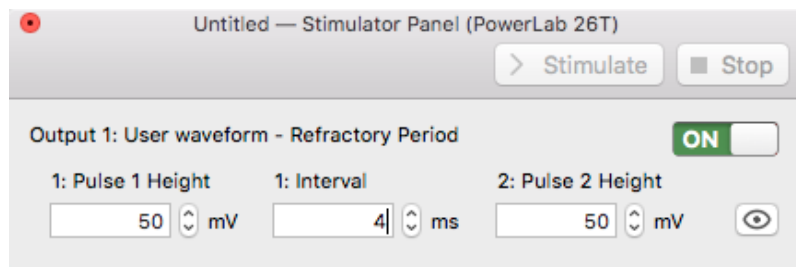 Untitled — Stimulator Panel (PowerLab 26T)
Stimulate Stop
Output 1: User waveform - Refractory Period ON
1: Pulse 1 Height 1: Interval 2: Pulse 2 Height
50 mV 4 ms 50 mV